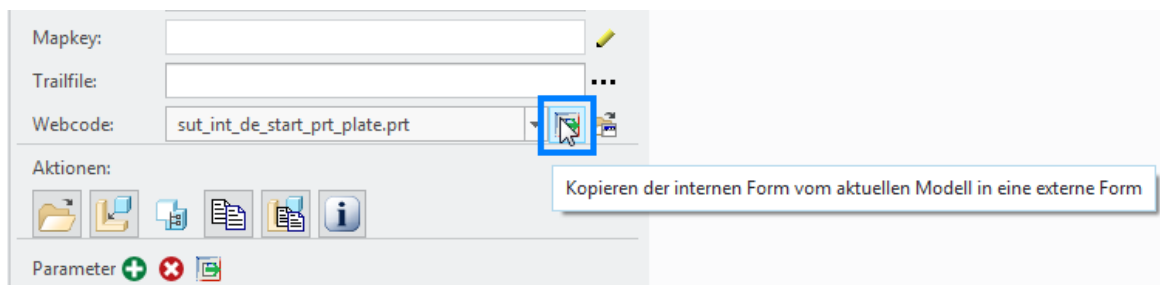 Mapkey:
Trailfile:
Webcode: sut_int_de_start_prt_plate.prt
Aktionen:
Kopieren der internen Form vom aktuellen Modell in eine externe Form
Parameter